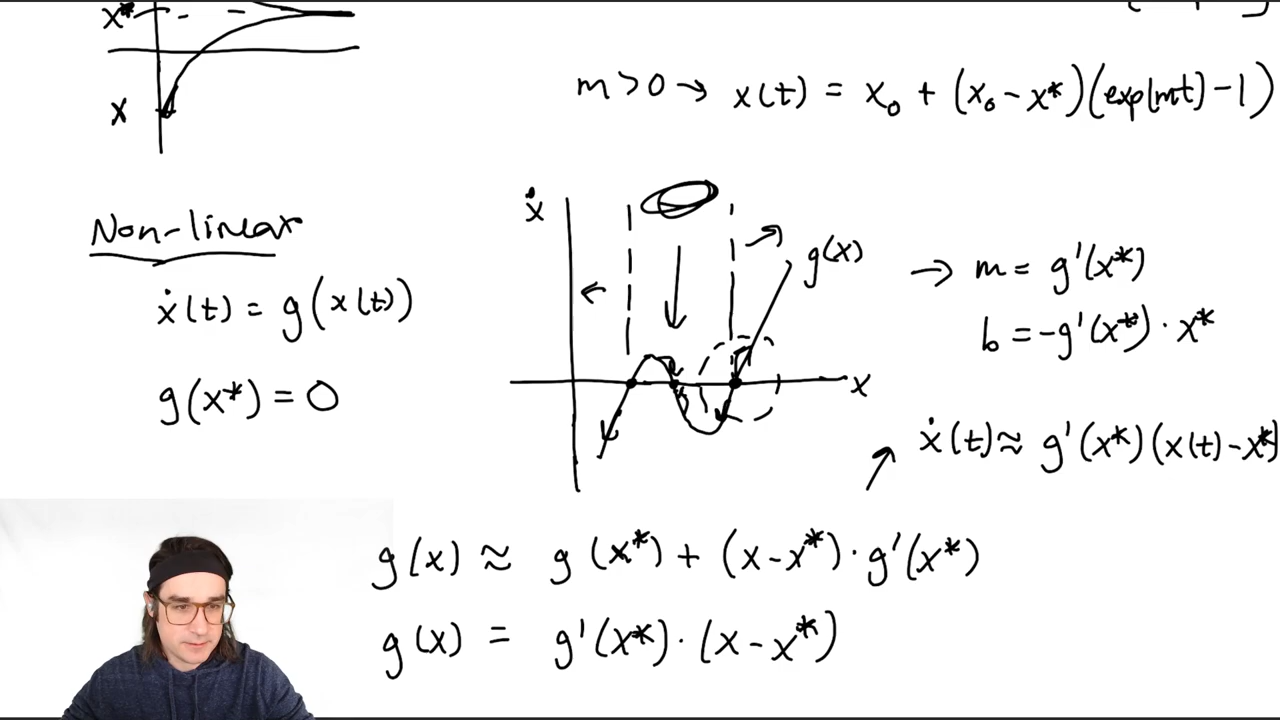 x*
x
m>0 → x(t) = x₀ + (x₀ - x*)(exp(mt) - 1)
Non-linear
ẋ(t) = g(x(t))
g(x*) = 0
ẋ
g(x)
x
→ m = g'(x*)
b = -g'(x*) · x*
ẋ(t) ≈ g'(x*)(x(t) - x*)
g(x) ≈ g(x*) + (x - x*) · g'(x*)
g(x) = g'(x*) · (x - x*)